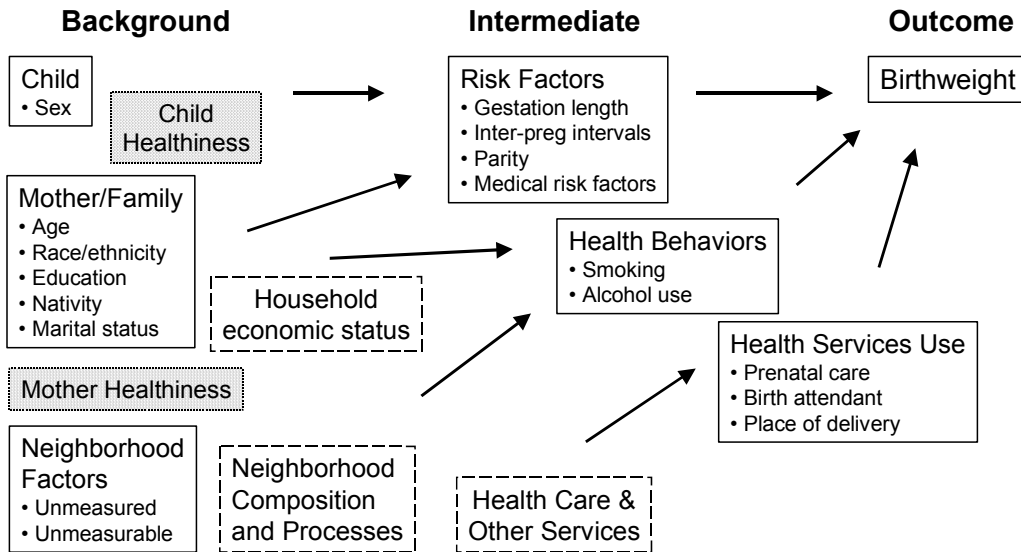 Background
Intermediate
Outcome
Child
• Sex
Child
Healthiness
Mother/Family
• Age
• Race/ethnicity
• Education
• Nativity
• Marital status
Household
economic status
Mother Healthiness
Neighborhood
Factors
• Unmeasured
• Unmeasurable
Neighborhood
Composition
and Processes
Risk Factors
• Gestation length
• Inter-preg intervals
• Parity
• Medical risk factors
Health Behaviors
• Smoking
• Alcohol use
Health Services Use
• Prenatal care
• Birth attendant
• Place of delivery
Health Care &
Other Services
Birthweight